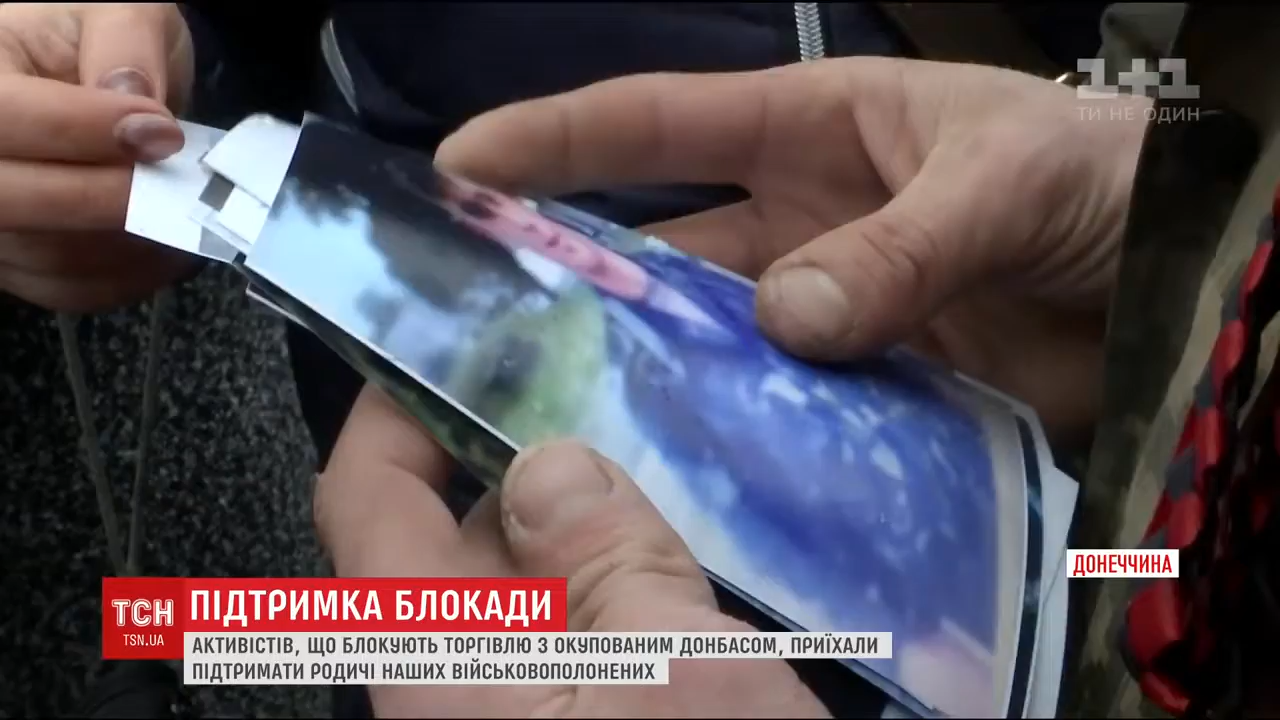 1+1
ТИ НЕ ОДИН
ДОНЕЧЧИНА
ТСН
TSN.UA
ПІДТРИМКА БЛОКАДИ
АКТИВІСТІВ, ЩО БЛОКУЮТЬ ТОРГІВЛЮ З ОКУПОВАНИМ ДОНБАСОМ, ПРИЇХАЛИ
ПІДТРИМАТИ РОДИЧІ НАШИХ ВІЙСЬКОВОПОЛОНЕНИХ